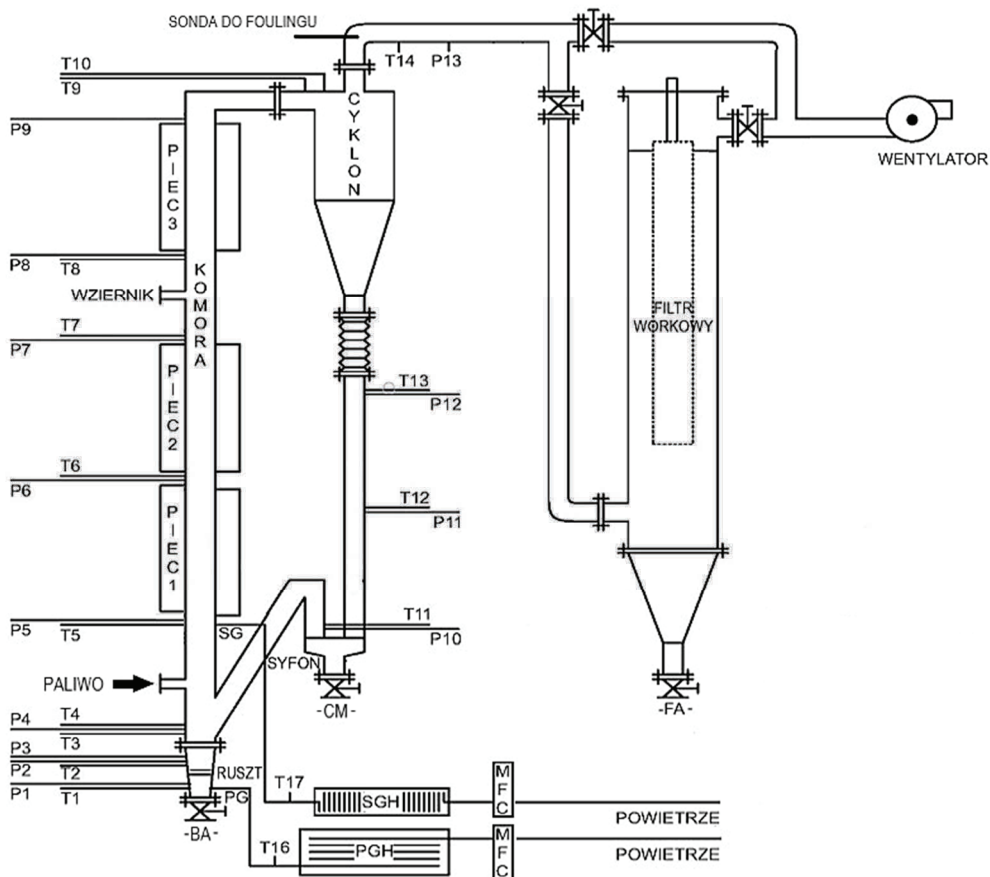 SONDA DO FOULINGU
T14 P13
T10
T9
P9
CYKLON
PIEC3
WENTYLATOR
P8
T8
KOMORA
WZIERNIK
T7
P7
FILTR
WORKOWY
PIEC2
T13
P12
T6
P6
T12
P11
PIEC1
T11
P10
P5
T5
SG
SYFON
PALIWO
-CM-
-FA-
P4
T4
T3
P3
P2
T2
RUSZT
P1
T1
PG
T17
SGH
MFC
POWIETRZE
-BA-
T16
PGH
MFC
POWIETRZE